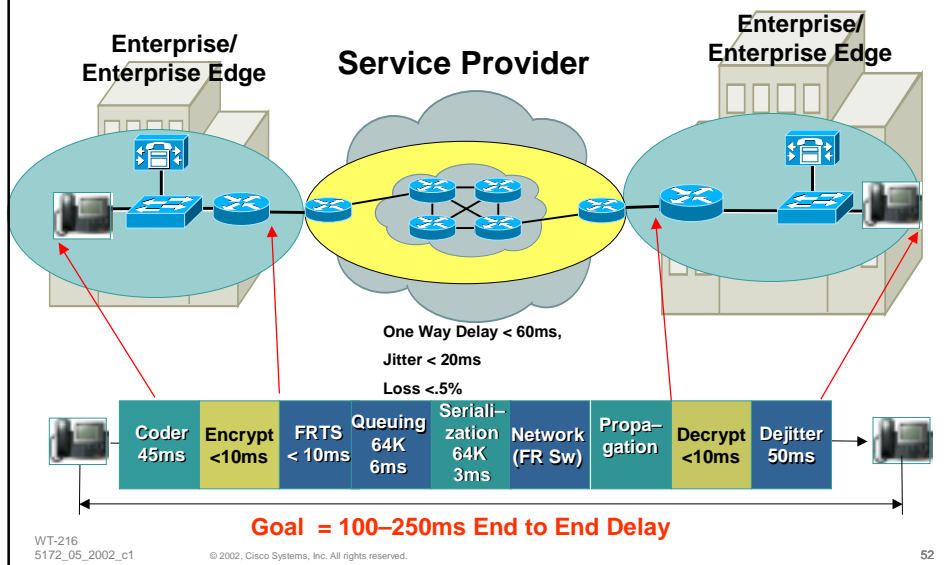 Enterprise/
Enterprise Edge
Service Provider
Enterprise/
Enterprise Edge
One Way Delay < 60ms,
Jitter < 20ms
Loss <.5%
Coder
45ms
Encrypt
<10ms
FRTS
< 10ms
Queuing
64K
6ms
Seriali–
zation
64K
3ms
Network
(FR Sw)
Propa–
gation
Decrypt
<10ms
Dejitter
50ms
Goal = 100–250ms End to End Delay
WT-216
5172_05_2002_c1
© 2002, Cisco Systems, Inc. All rights reserved.
52